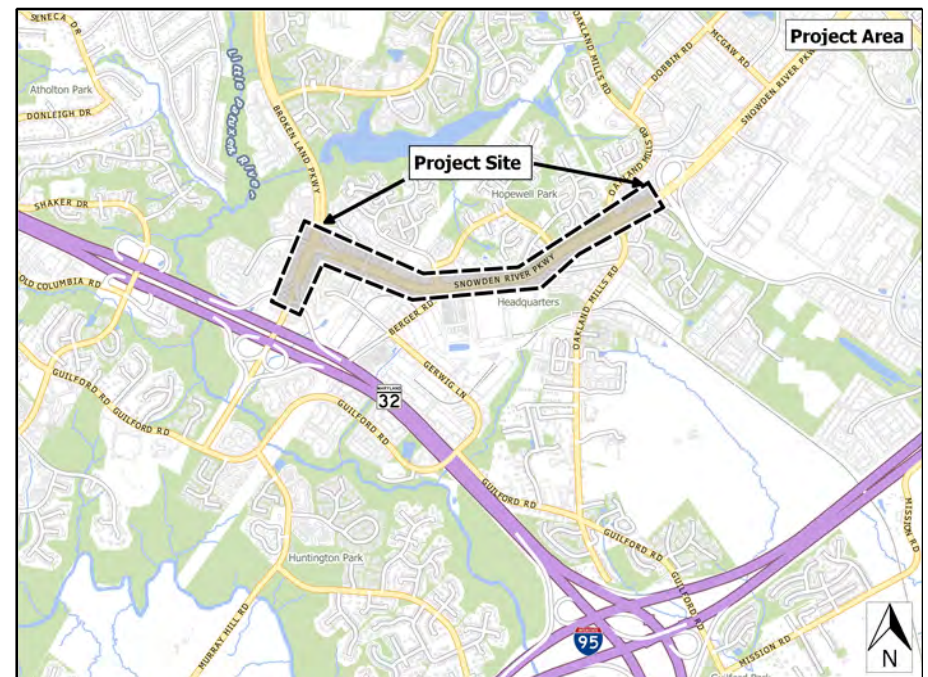 Project Area
SENECA DR
Atholton Park
DONLEIGH DR
Little Patuxent River
BROKEN LAND PKWY
OAKLAND MILLS RD
DOBBIN RD
MCGAW RD
SNOWDEN RIVER PKWY
Project Site
OAKLAND MILLS RD
Hopewell Park
SHAKER DR
OLD COLUMBIA RD
SNOWDEN RIVER PKWY
Headquarters
BERGER RD
OAKLAND MILLS RD
GERWIG LN
MARYLAND
32
GUILFORD RD
GUILFORD RD
GUILFORD RD
GUILFORD RD
GUILFORD RD
GUILFORD RD
MISSION RD
Huntington Park
MURRAY HILL RD
95
MISSION RD
Guilford Park
N